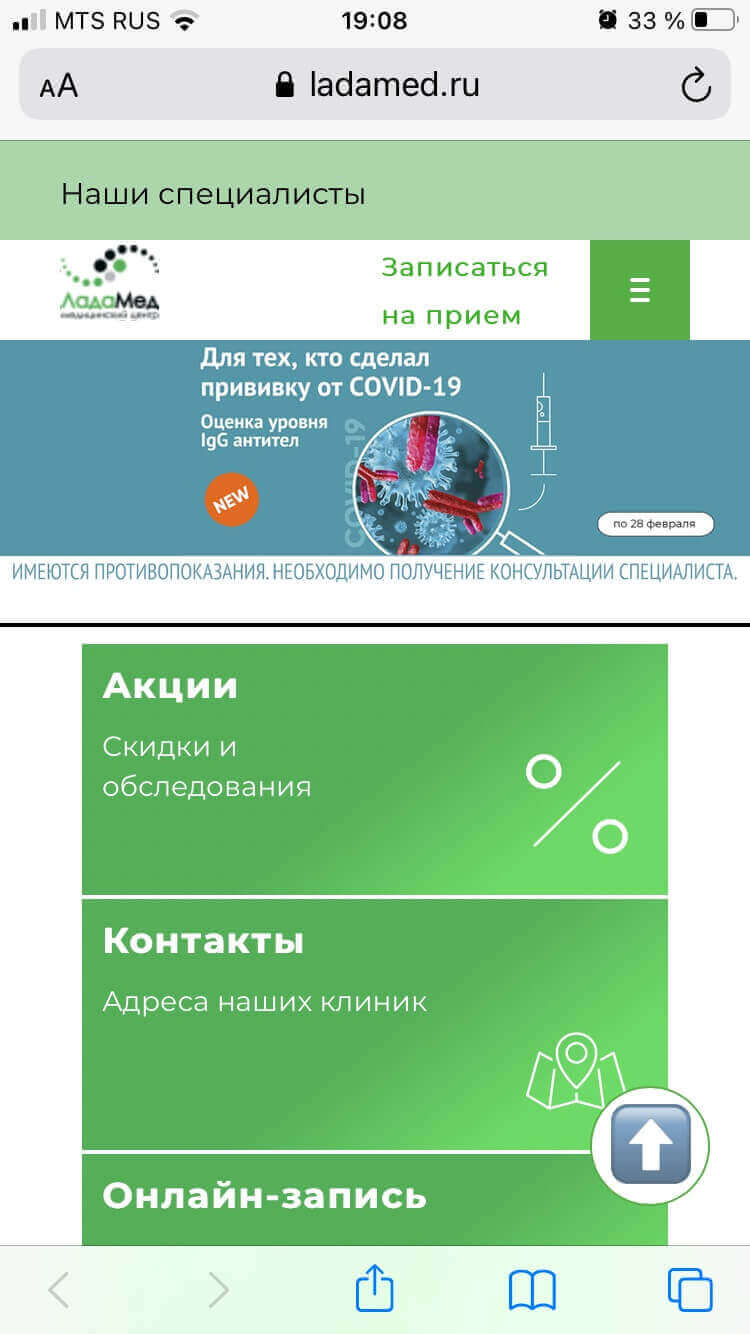 MTS RUS 19:08 33 %
AA ladamed.ru
Наши специалисты
ЛадаМед
медицинский центр
Записаться
на прием
Для тех, кто сделал
прививку от COVID-19
Оценка уровня
IgG антител
COVID-19
NEW
по 28 февраля
ИМЕЮТСЯ ПРОТИВОПОКАЗАНИЯ. НЕОБХОДИМО ПОЛУЧЕНИЕ КОНСУЛЬТАЦИИ СПЕЦИАЛИСТА.
Акции
Скидки и
обследования
Контакты
Адреса наших клиник
Онлайн-запись